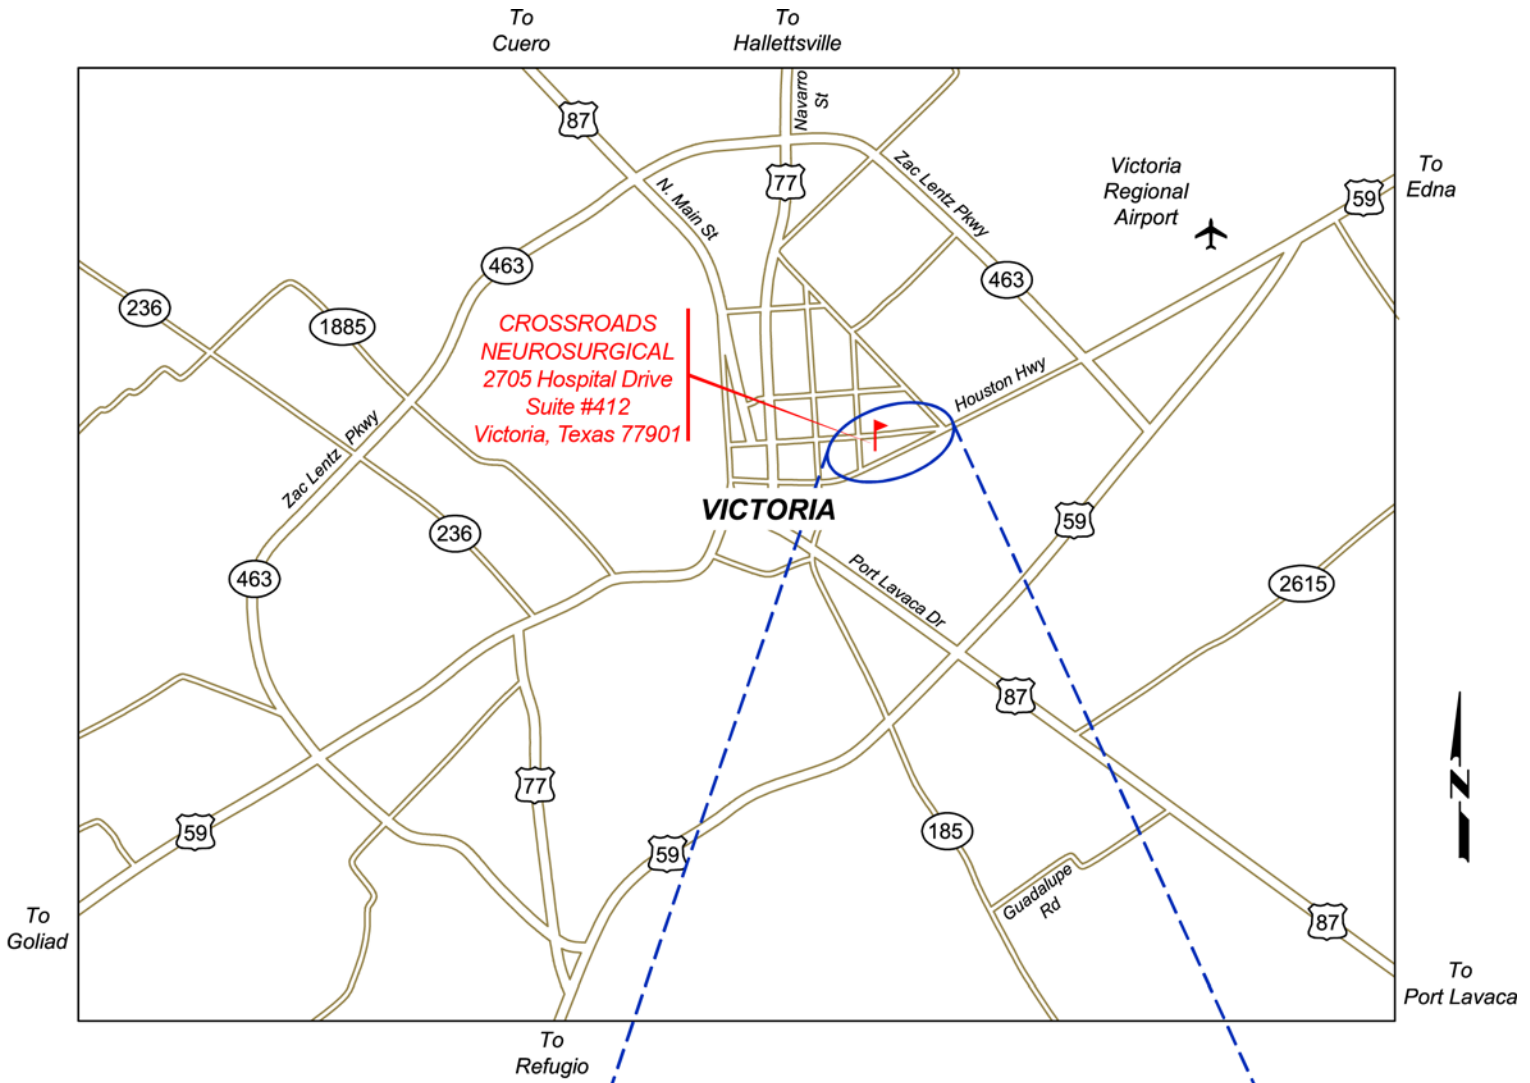 To
Cuero
To
Hallettsville
Navarro
St
87
77
N. Main St
Zac Lentz Pkwy
Victoria
Regional
Airport
To
Edna
59
463
463
236
1885
CROSSROADS
NEUROSURGICAL
2705 Hospital Drive
Suite #412
Victoria, Texas 77901
Houston Hwy
Zac Lentz Pkwy
VICTORIA
59
236
463
Port Lavaca Dr
2615
87
N
77
59
59
185
Guadalupe
Rd
87
To
Goliad
To
Port Lavaca
To
Refugio